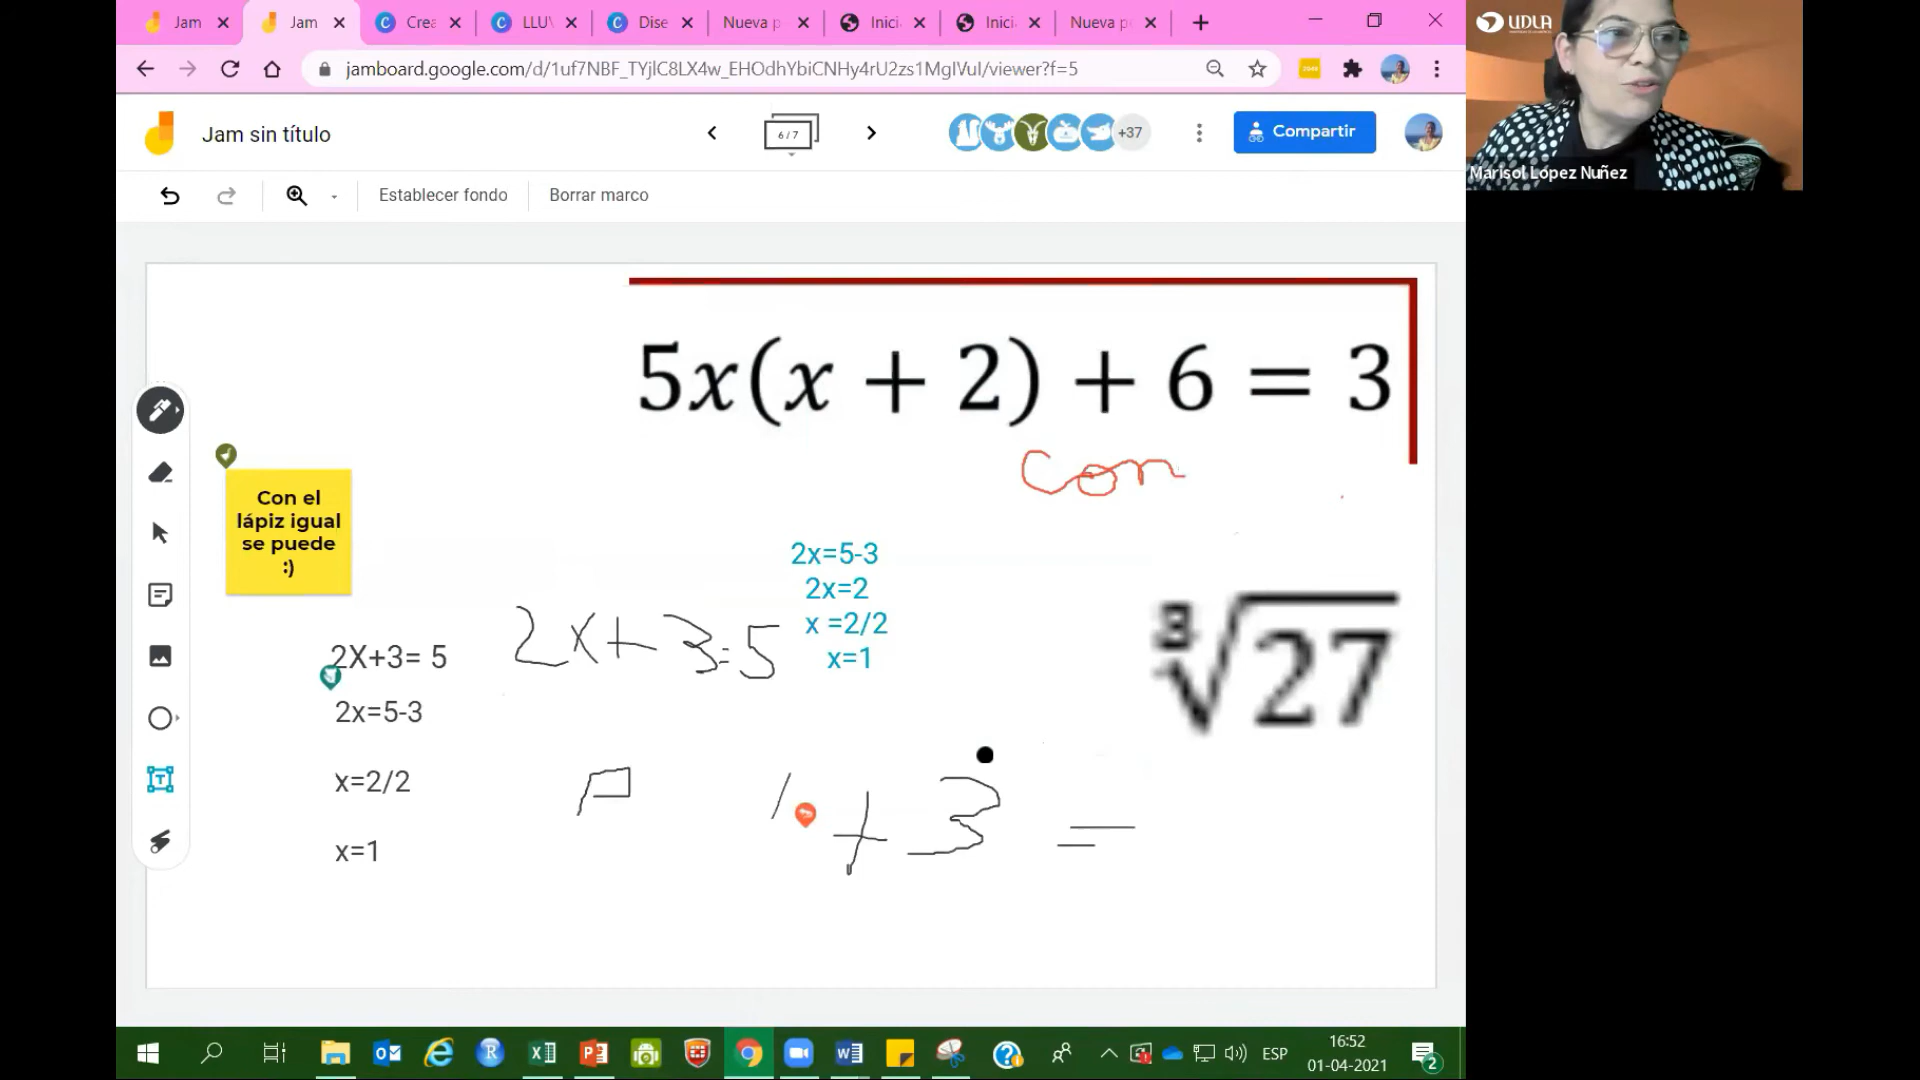 Jam
Jam
Crea
LLUV
Dise
Nueva p
Inici
Inici
Nueva p
UDLA
jamboard.google.com/d/1uf7NBF_TYjlC8LX4w_EHOdhYbiCNHy4rU2zs1MgIVuI/viewer?f=5
Jam sin título
6 / 7
+37
Compartir
Marisol López Nuñez
Establecer fondo
Borrar marco
5x(x + 2) + 6 = 3
Con
Con el
lápiz igual
se puede
:)
2x=5-3
2x=2
x =2/2
x=1
2X+3= 5
2x+3=5
∛27
2x=5-3
x=2/2
+ 3 =
x=1
ESP
16:52
01-04-2021
2